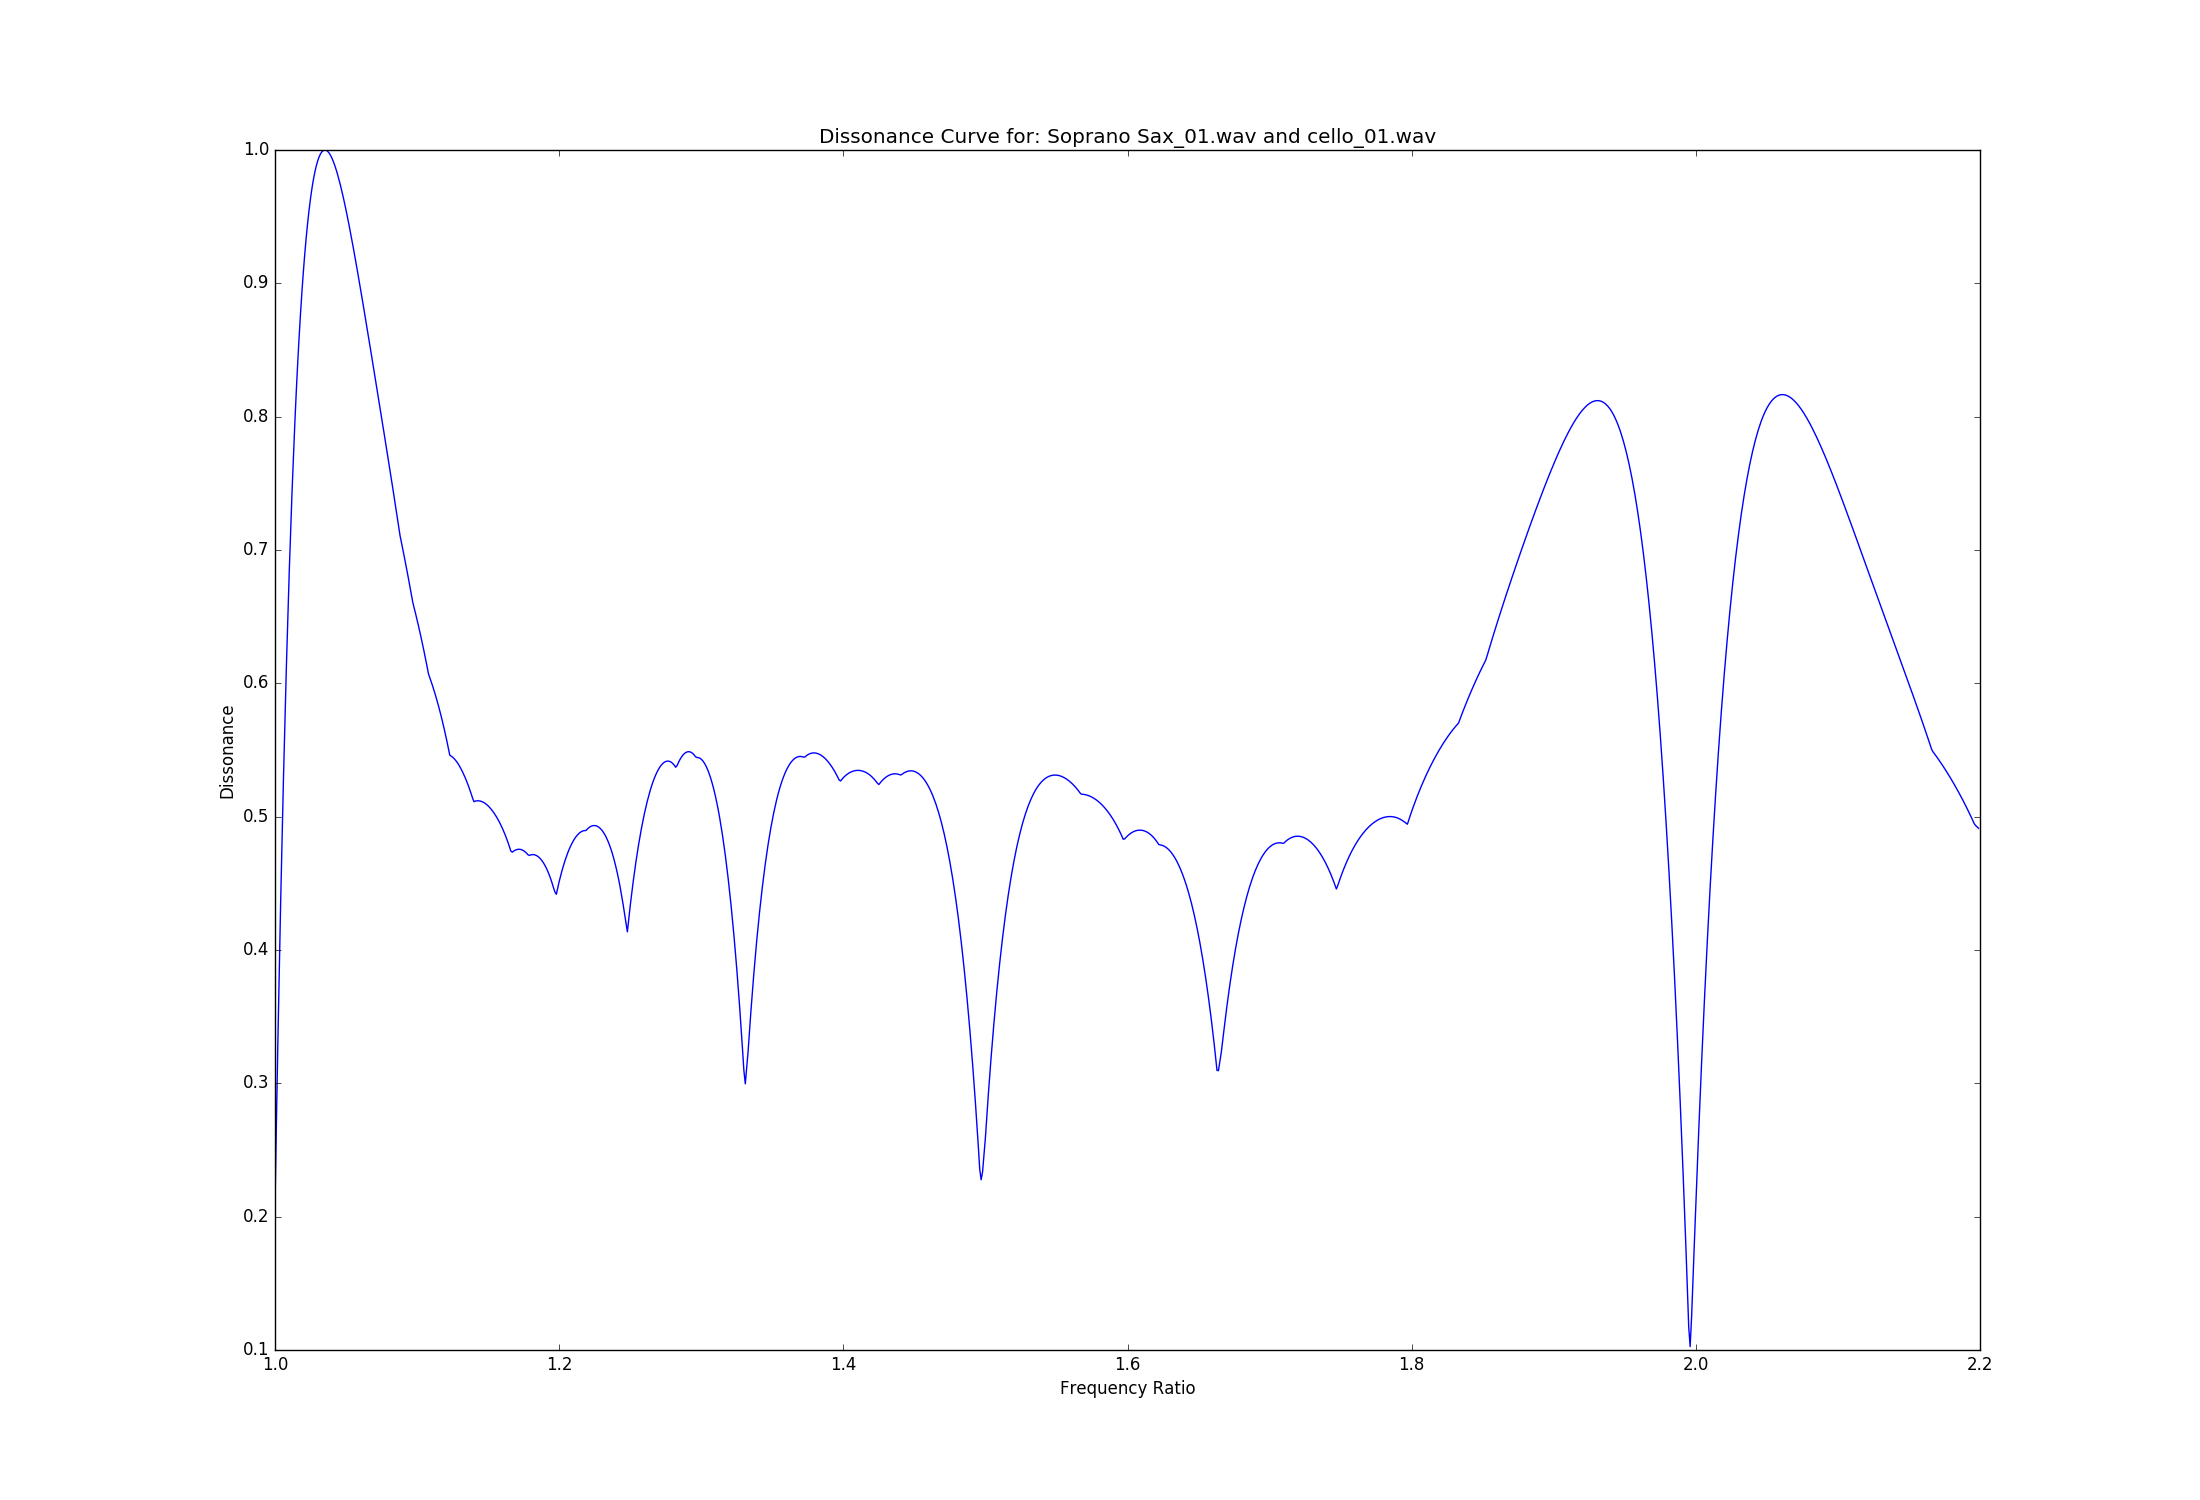 Dissonance Curve for: Soprano Sax_01.wav and cello_01.wav
1.0
0.9
0.8
0.7
0.6
0.5
0.4
0.3
0.2
0.1
Dissonance
1.0 1.2 1.4 1.6 1.8 2.0 2.2
Frequency Ratio